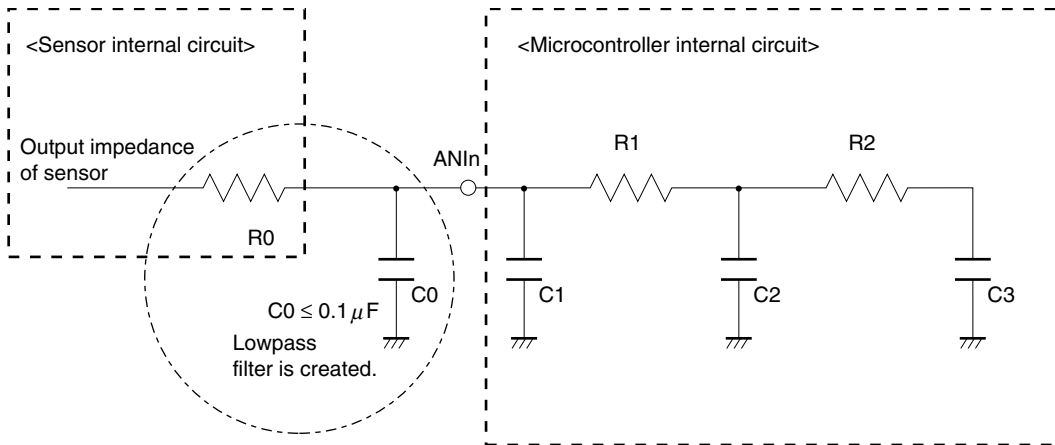 <Sensor internal circuit>
<Microcontroller internal circuit>
Output impedance
of sensor
R0
ANIn
R1
R2
C0
C1
C2
C3
C0 ≤ 0.1 μF
Lowpass
filter is created.